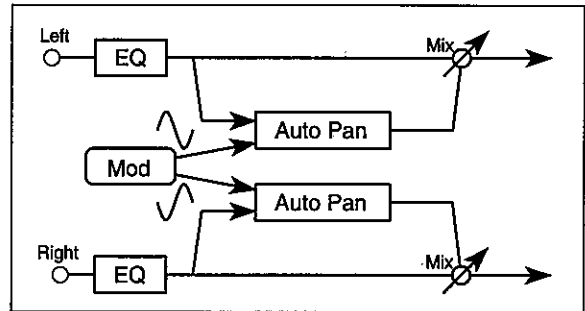 Left
EQ
Mix
Auto Pan
Mod
Auto Pan
Right
EQ
Mix